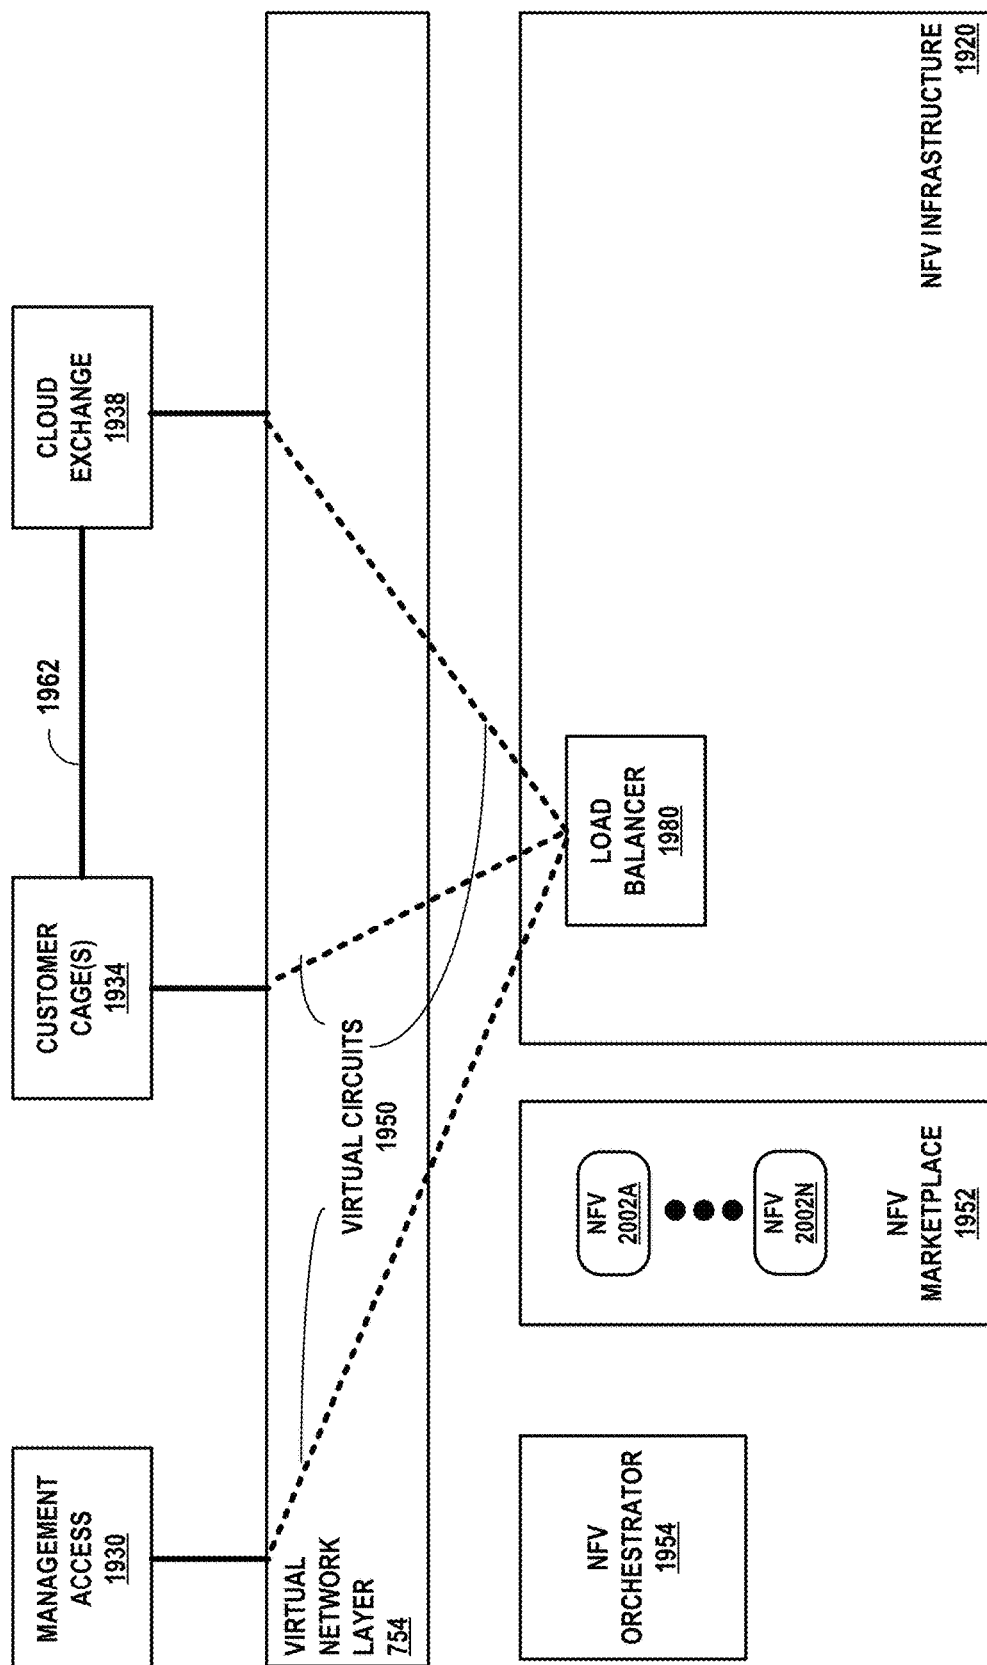 MANAGEMENT
ACCESS
1930
CUSTOMER
CAGE(S)
1934
1962
CLOUD
EXCHANGE
1938
VIRTUAL
NETWORK
LAYER
754
VIRTUAL CIRCUITS
1950
NFV
ORCHESTRATOR
1954
NFV
2002A
NFV
2002N
NFV
MARKETPLACE
1952
LOAD
BALANCER
1980
NFV INFRASTRUCTURE
1920